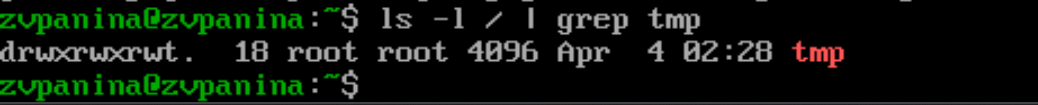 zvpanina@zvpanina:~$ ls -l / | grep tmp
drwxrwxrwt.  18 root root 4096 Apr  4 02:28 tmp
zvpanina@zvpanina:~$